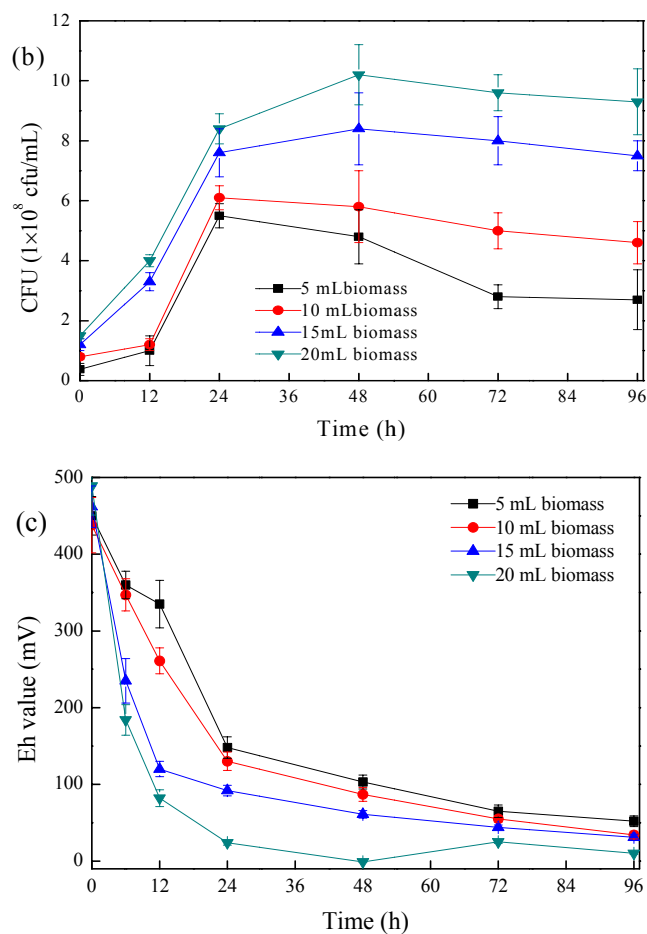 (b)
12
10
8
6
4
2
0
CFU (1×10⁸ cfu/mL)
5 mLbiomass
10 mLbiomass
15mL biomass
20mL biomass
0 12 24 36 48 60 72 84 96
Time (h)
(c)
500
400
300
200
100
0
Eh value (mV)
5 mL biomass
10 mL biomass
15 mL biomass
20 mL biomass
0 12 24 36 48 60 72 84 96
Time (h)